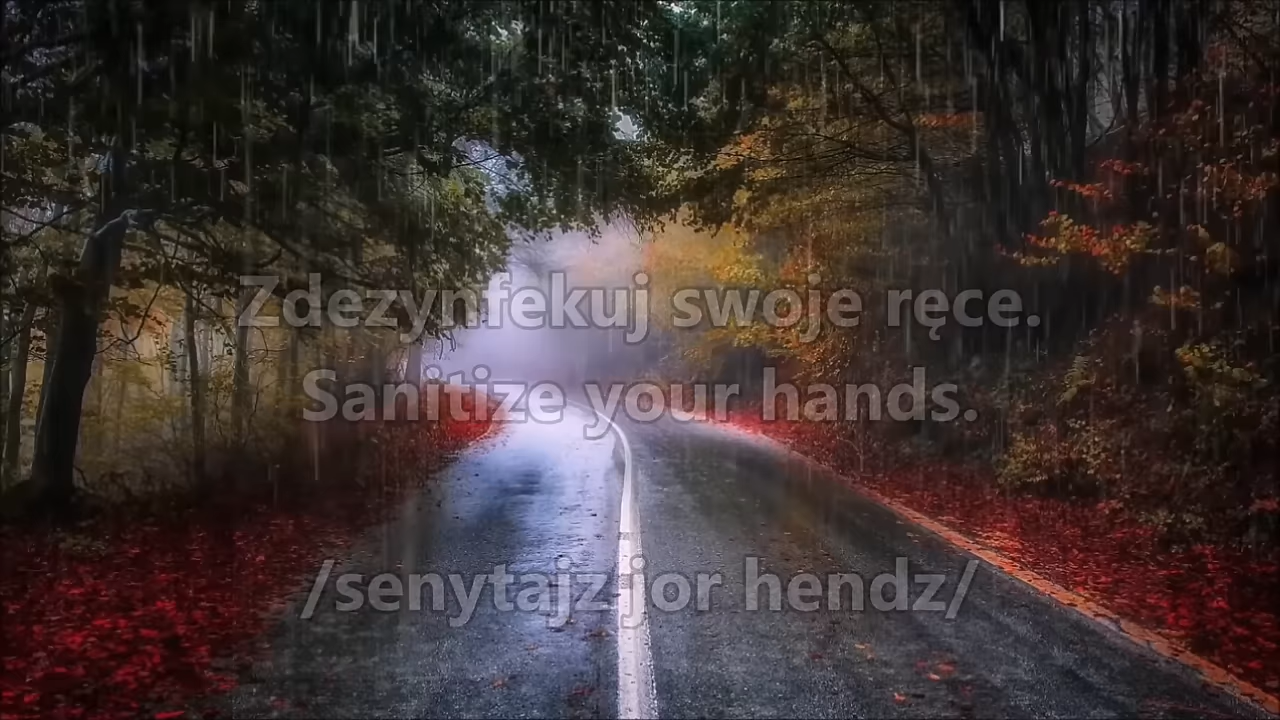 Zdezynfekuj swoje ręce.
Sanitize your hands.
/senytajz jor hendz/